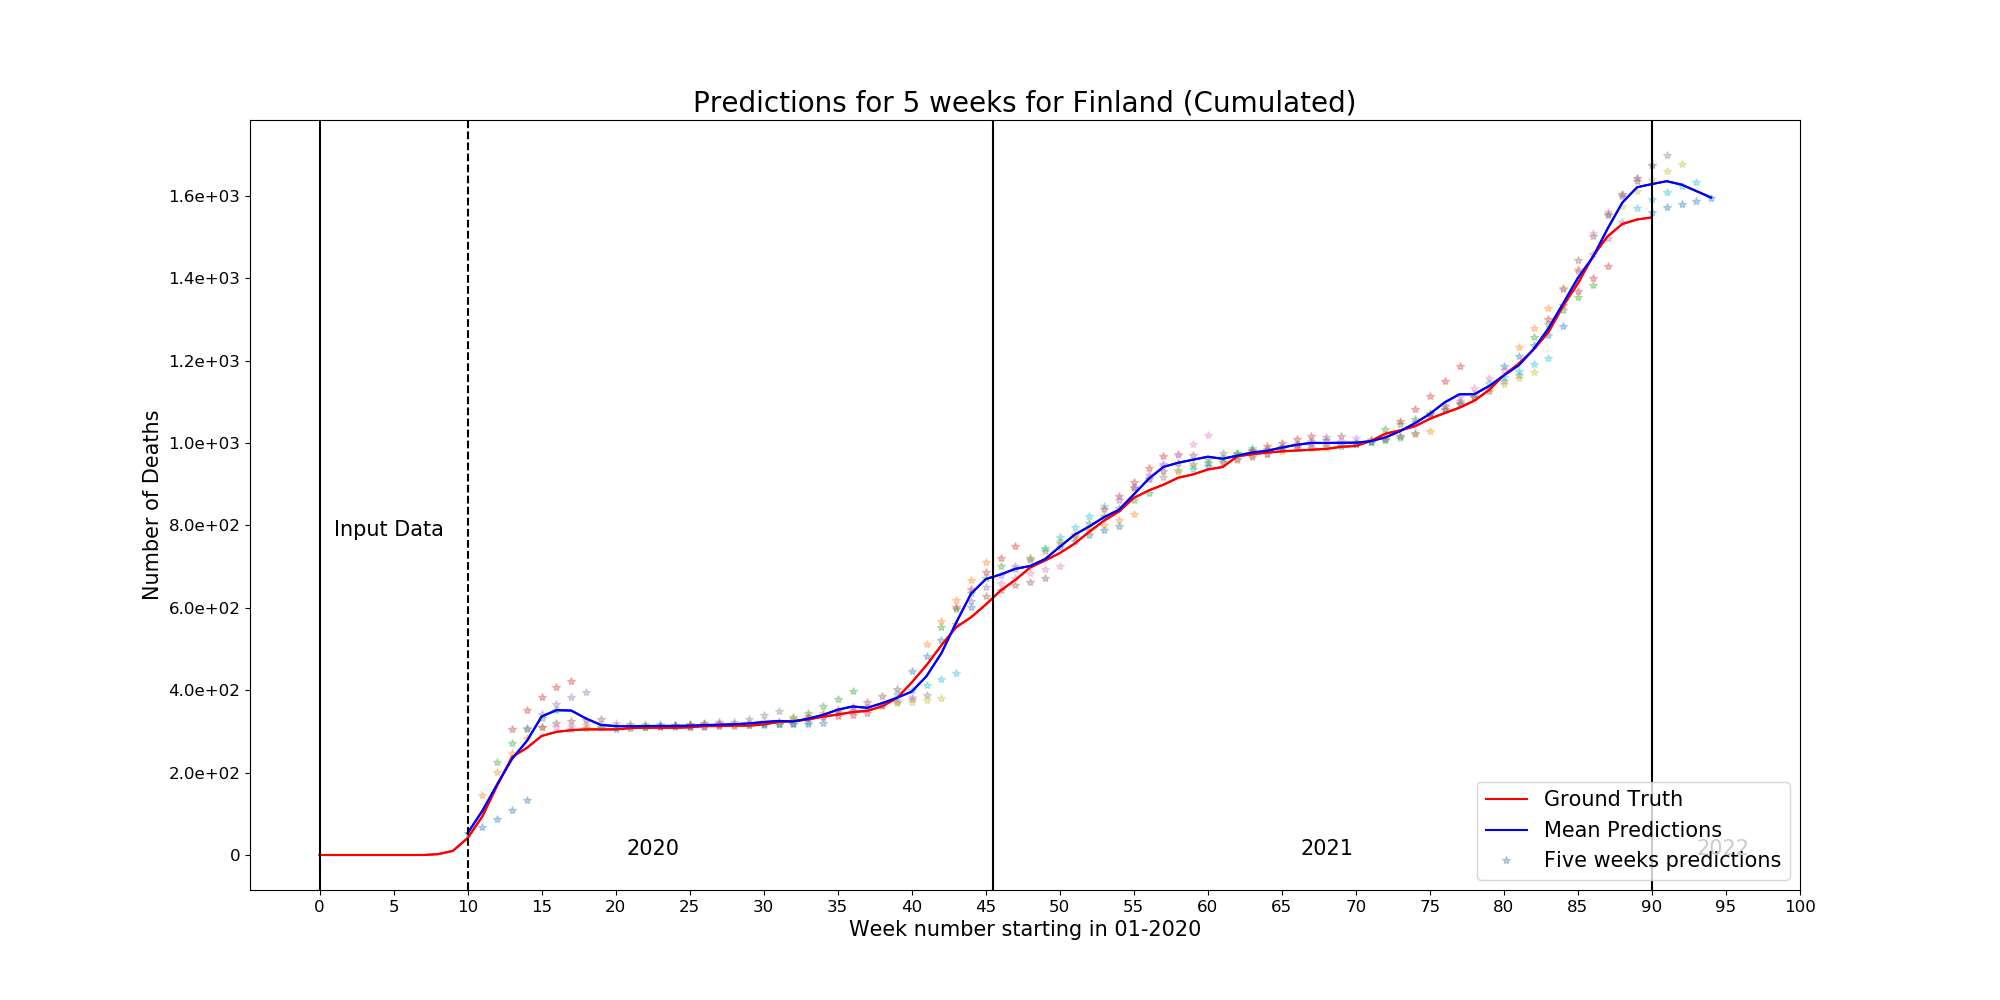 Predictions for 5 weeks for Finland (Cumulated)
1.6e+03
1.4e+03
1.2e+03
1.0e+03
8.0e+02
6.0e+02
4.0e+02
2.0e+02
0
Number of Deaths
Input Data
2020
2021
2022
Ground Truth
Mean Predictions
Five weeks predictions
0 5 10 15 20 25 30 35 40 45 50 55 60 65 70 75 80 85 90 95 100
Week number starting in 01-2020